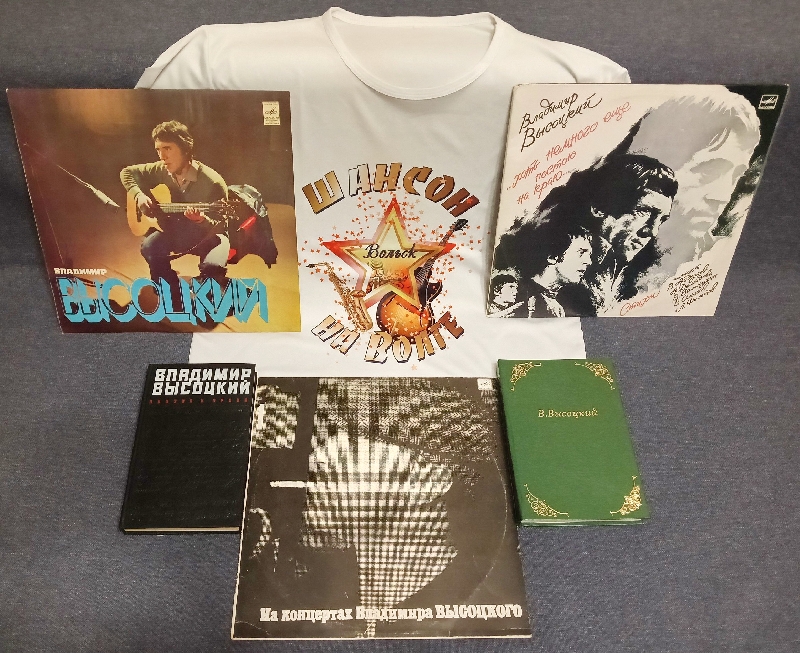 ВЛАДИМИР
ВЫСОЦКИЙ
ШАНСОН
Вольск
НА ВОЛГЕ
Владимир
Высоцкий
...хоть немного ещё
постою
на краю...
ВЛАДИМИР
ВЫСОЦКИЙ
В.Высоцкий
На концертах Владимира ВЫСОЦКОГО